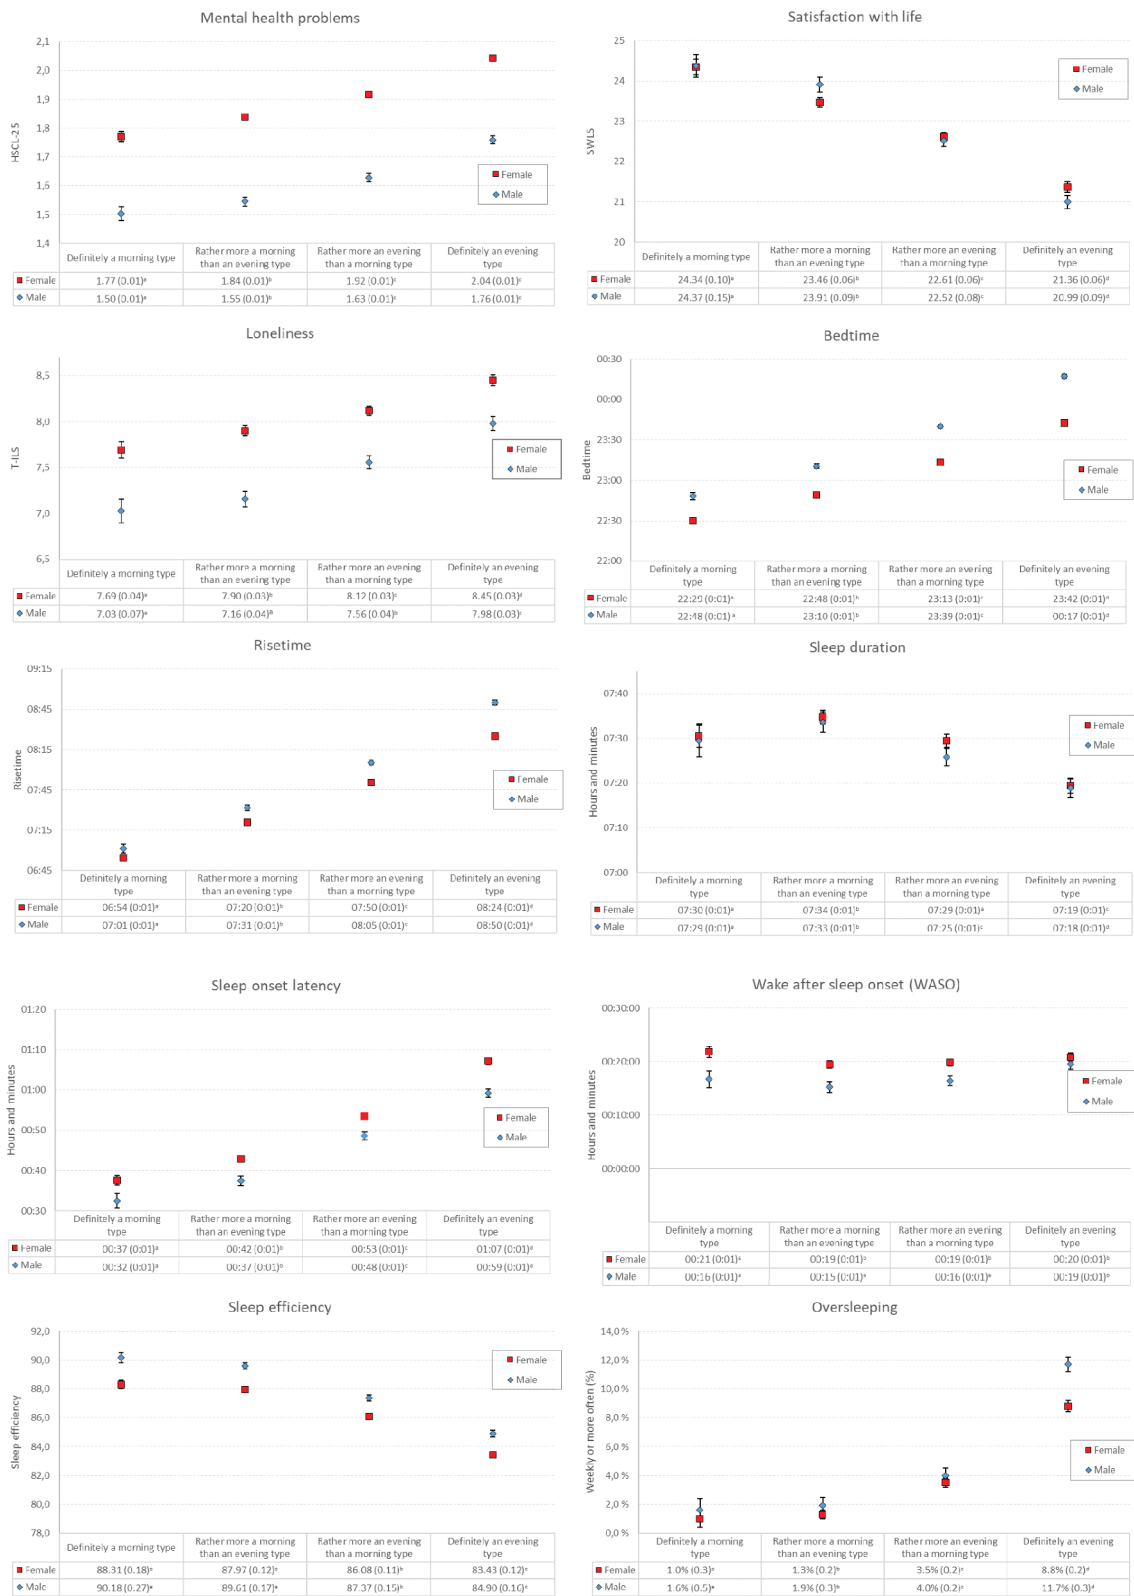 Mental health problems
2,1
2,0
1,9
1,8
1,7
1,6
1,5
1,4
HSCL-25
Female
Male
Definitely a morning type
Rather more a morning than an evening type
Rather more an evening than a morning type
Definitely an evening type
Female 1.77 (0.01)ᵃ 1.84 (0.01)ᵇ 1.92 (0.01)ᶜ 2.04 (0.01)ᶜ
Male 1.50 (0.01)ᵃ 1.55 (0.01)ᵇ 1.63 (0.01)ᶜ 1.76 (0.01)ᶜ
Satisfaction with life
25
24
23
22
21
20
SWLS
Female
Male
Definitely a morning type
Rather more a morning than an evening type
Rather more an evening than a morning type
Definitely an evening type
Female 24.34 (0.10)ᵃ 23.46 (0.06)ᵇ 22.61 (0.06)ᶜ 21.36 (0.06)ᵈ
Male 24.37 (0.15)ᵃ 23.91 (0.09)ᵇ 22.52 (0.08)ᶜ 20.99 (0.09)ᵈ
Loneliness
8,5
8,0
7,5
7,0
6,5
T-ILS
Female
Male
Definitely a morning type
Rather more a morning than an evening type
Rather more an evening than a morning type
Definitely an evening type
Female 7.69 (0.04)ᵃ 7.90 (0.03)ᵇ 8.12 (0.03)ᶜ 8.45 (0.03)ᵈ
Male 7.03 (0.07)ᵃ 7.16 (0.04)ᵃ 7.56 (0.04)ᵇ 7.98 (0.03)ᶜ
Bedtime
00:30
00:00
23:30
23:00
22:30
22:00
Bedtime
Female
Male
Definitely a morning type
Rather more a morning than an evening type
Rather more an evening than a morning type
Definitely an evening type
Female 22:29 (0:01)ᵃ 22:48 (0:01)ᵇ 23:13 (0:01)ᶜ 23:42 (0:01)ᵈ
Male 22:48 (0:01)ᵃ 23:10 (0:01)ᵇ 23:39 (0:01)ᶜ 00:17 (0:01)ᵈ
Risetime
09:15
08:45
08:15
07:45
07:15
06:45
Risetime
Female
Male
Definitely a morning type
Rather more a morning than an evening type
Rather more an evening than a morning type
Definitely an evening type
Female 06:54 (0:01)ᵃ 07:20 (0:01)ᵇ 07:50 (0:01)ᶜ 08:24 (0:01)ᵈ
Male 07:01 (0:01)ᵃ 07:31 (0:01)ᵇ 08:05 (0:01)ᶜ 08:50 (0:01)ᵈ
Sleep duration
07:40
07:30
07:20
07:10
07:00
Hours and minutes
Female
Male
Definitely a morning type
Rather more a morning than an evening type
Rather more an evening than a morning type
Definitely an evening type
Female 07:30 (0:01)ᵃ 07:34 (0:01)ᵇ 07:29 (0:01)ᵃ 07:19 (0:01)ᶜ
Male 07:29 (0:01)ᵃ 07:33 (0:01)ᵇ 07:25 (0:01)ᶜ 07:18 (0:01)ᵈ
Sleep onset latency
01:20
01:10
01:00
00:50
00:40
00:30
Hours and minutes
Female
Male
Definitely a morning type
Rather more a morning than an evening type
Rather more an evening than a morning type
Definitely an evening type
Female 00:37 (0:01)ᵃ 00:42 (0:01)ᵇ 00:53 (0:01)ᶜ 01:07 (0:01)ᵈ
Male 00:32 (0:01)ᵃ 00:37 (0:01)ᵇ 00:48 (0:01)ᶜ 00:59 (0:01)ᵈ
Wake after sleep onset (WASO)
00:30:00
00:20:00
00:10:00
00:00:00
Hours and minutes
Female
Male
Definitely a morning type
Rather more a morning than an evening type
Rather more an evening than a morning type
Definitely an evening type
Female 00:21 (0:01)ᵃ 00:19 (0:01)ᵇ 00:19 (0:01)ᵇ 00:20 (0:01)ᵇ
Male 00:16 (0:01)ᵃ 00:15 (0:01)ᵃ 00:16 (0:01)ᵃ 00:19 (0:01)ᵇ
Sleep efficiency
92,0
90,0
88,0
86,0
84,0
82,0
80,0
78,0
Sleep efficiency
Female
Male
Definitely a morning type
Rather more a morning than an evening type
Rather more an evening than a morning type
Definitely an evening type
Female 88.31 (0.18)ᵃ 87.97 (0.12)ᵃ 86.08 (0.11)ᵇ 83.43 (0.12)ᶜ
Male 90.18 (0.27)ᵃ 89.61 (0.17)ᵃ 87.37 (0.15)ᵇ 84.90 (0.16)ᶜ
Oversleeping
14,0 %
12,0 %
10,0 %
8,0 %
6,0 %
4,0 %
2,0 %
0,0 %
Weekly or more often (%)
Female
Male
Definitely a morning type
Rather more a morning than an evening type
Rather more an evening than a morning type
Definitely an evening type
Female 1.0% (0.3)ᵃ 1.3% (0.2)ᵇ 3.5% (0.2)ᶜ 8.8% (0.2)ᵈ
Male 1.6% (0.5)ᵃ 1.9% (0.3)ᵇ 4.0% (0.2)ᶜ 11.7% (0.3)ᵈ